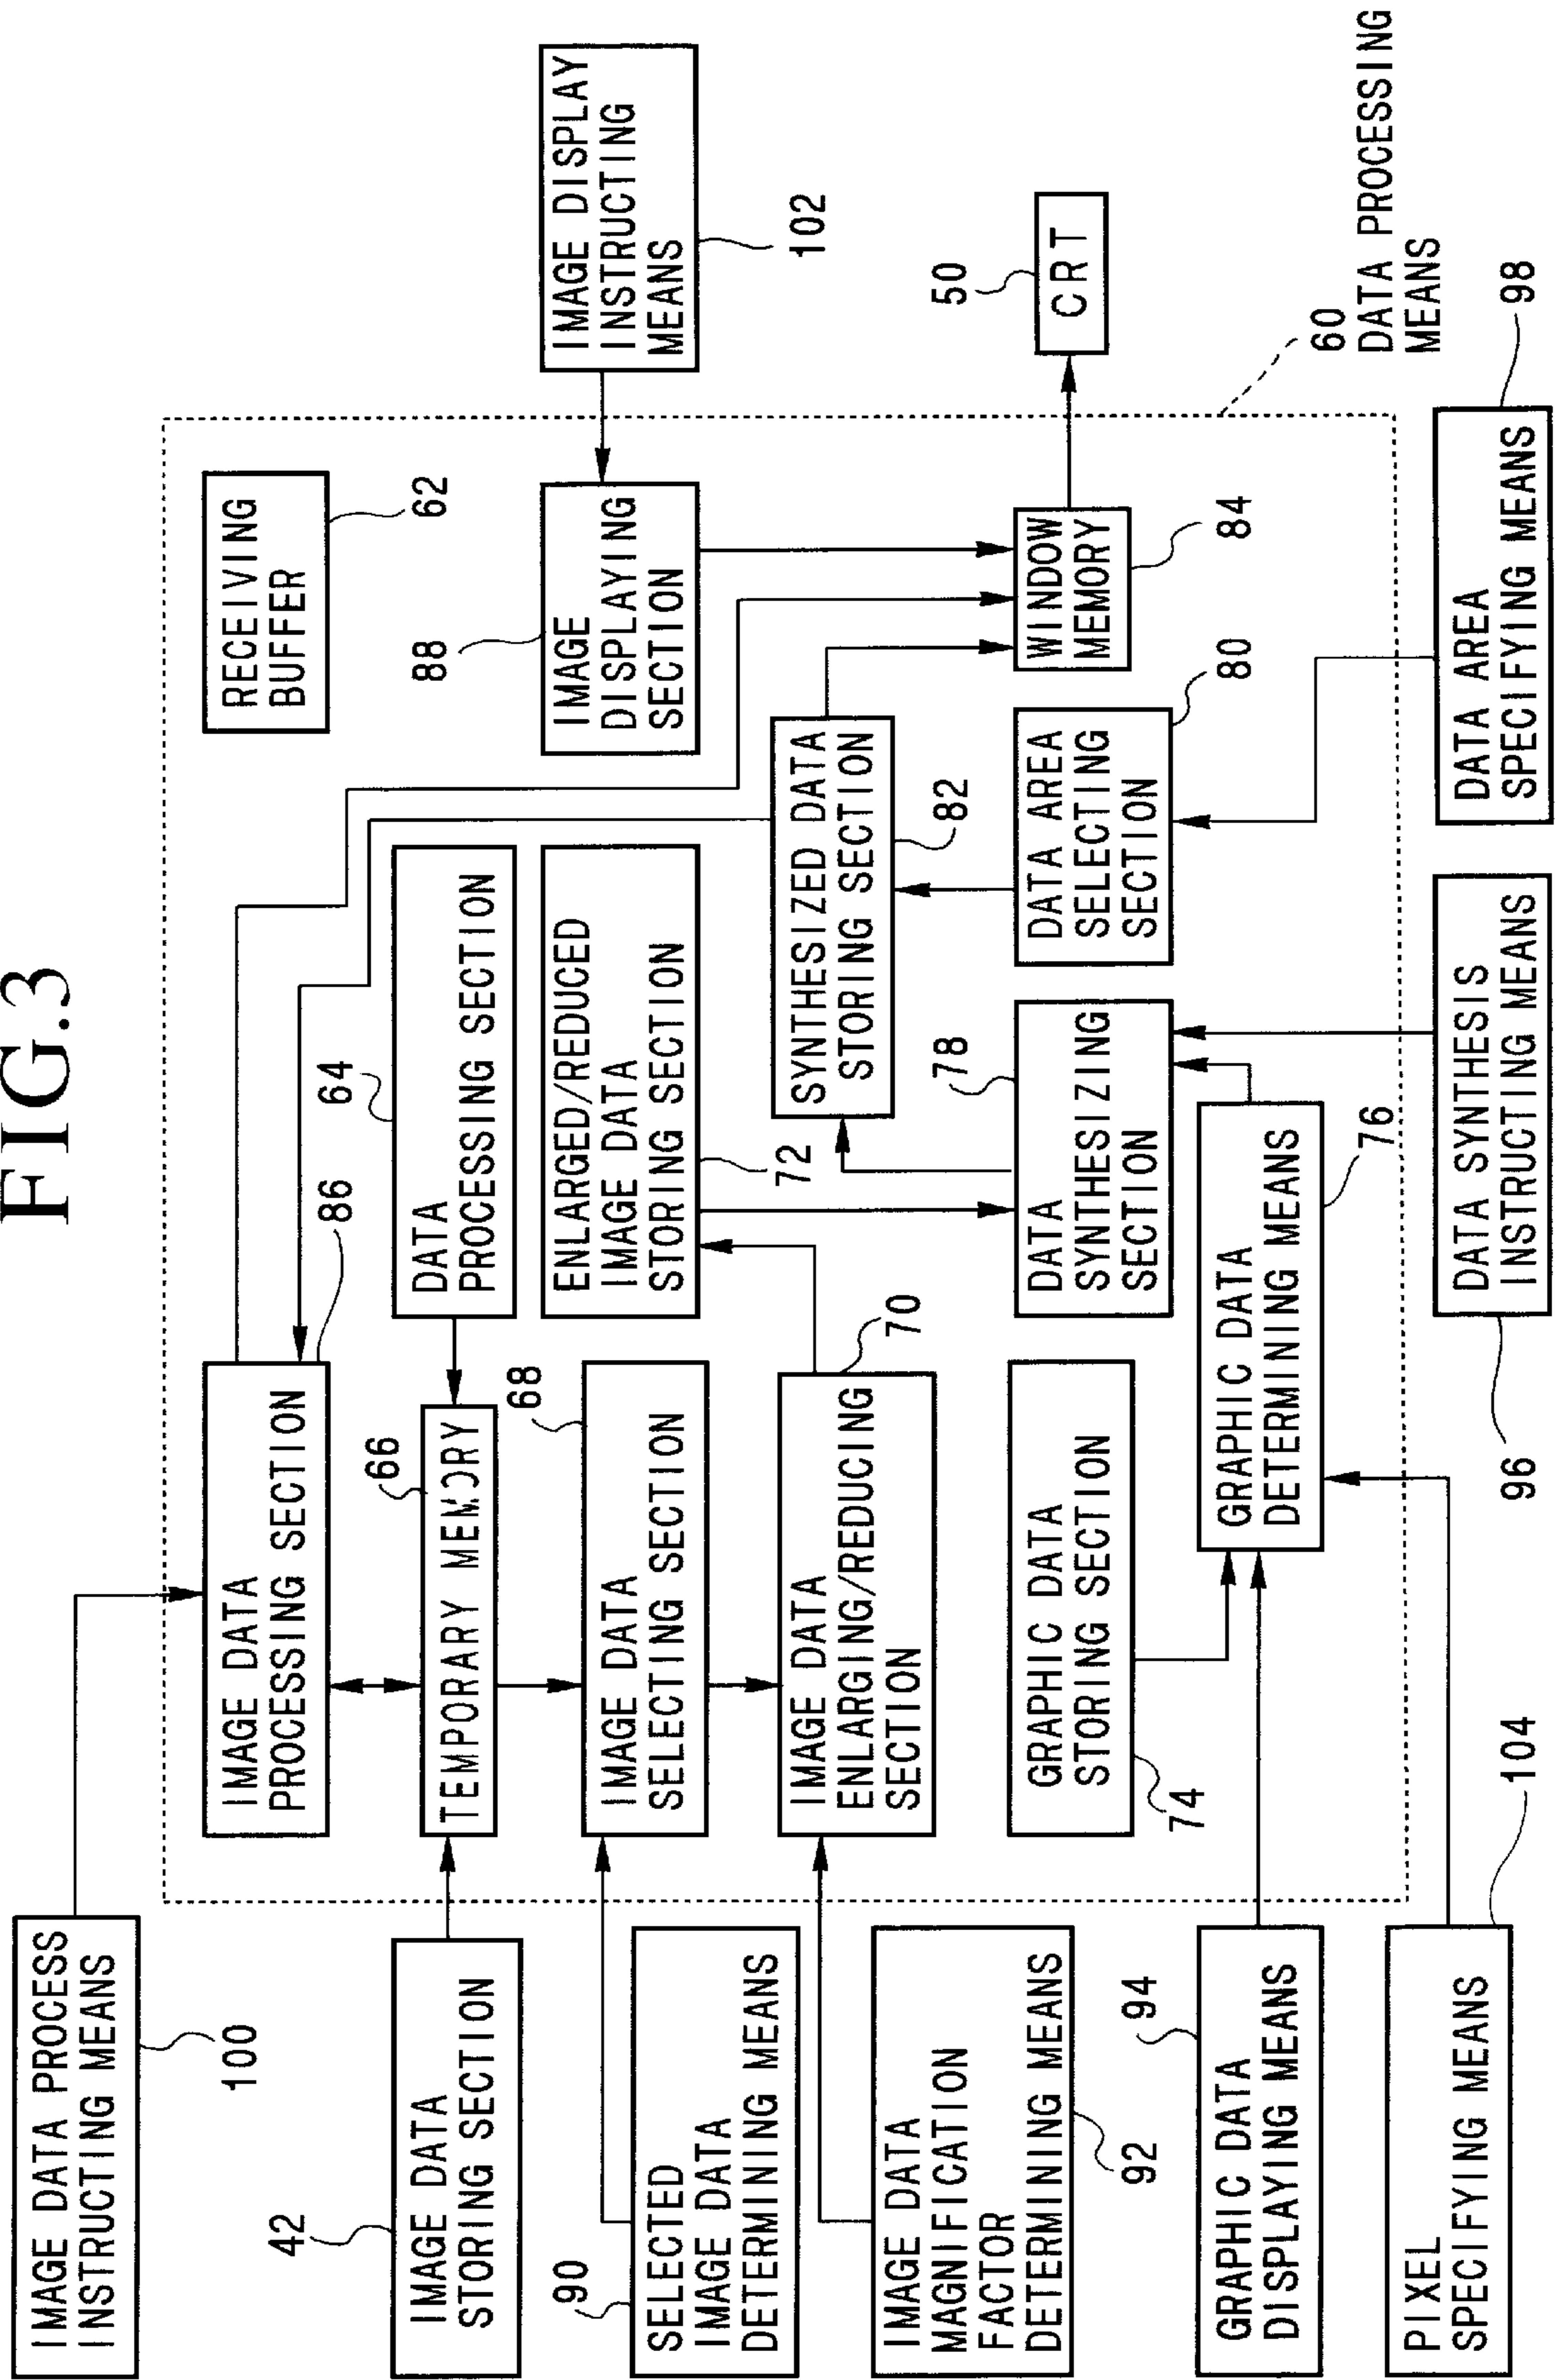 FIG.3
IMAGE DATA PROCESS
INSTRUCTING MEANS
100
42
IMAGE DATA
STORING SECTION
90
SELECTED
IMAGE DATA
DETERMINING MEANS
IMAGE DATA
MAGNIFICATION
FACTOR
DETERMINING MEANS
92
94
GRAPHIC DATA
DISPLAYING MEANS
PIXEL
SPECIFYING MEANS
104
IMAGE DATA
PROCESSING SECTION
86
66
TEMPORARY MEMORY
64
DATA
PROCESSING SECTION
68
IMAGE DATA
SELECTING SECTION
IMAGE DATA
ENLARGING/REDUCING
SECTION
70
ENLARGED/REDUCED
IMAGE DATA
STORING SECTION
72
GRAPHIC DATA
STORING SECTION
74
GRAPHIC DATA
DETERMINING MEANS
76
78
DATA
SYNTHESIZING
SECTION
SYNTHESIZED DATA
STORING SECTION
82
DATA AREA
SELECTING
SECTION
80
RECEIVING
BUFFER
62
88
IMAGE
DISPLAYING
SECTION
WINDOW
MEMORY
84
IMAGE DISPLAY
INSTRUCTING
MEANS
102
50
CRT
60
DATA PROCESSING
MEANS
96
DATA SYNTHESIS
INSTRUCTING MEANS
DATA AREA
SPECIFYING MEANS
98